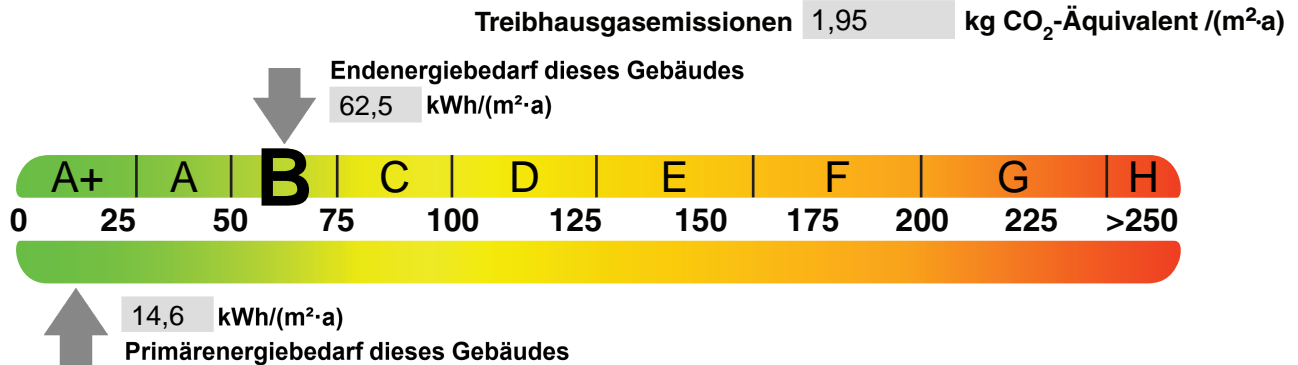 Treibhausgasemissionen 1,95 kg CO₂-Äquivalent /(m²·a)
Endenergiebedarf dieses Gebäudes
62,5 kWh/(m²·a)
A+ A B C D E F G H
0 25 50 75 100 125 150 175 200 225 >250
14,6 kWh/(m²·a)
Primärenergiebedarf dieses Gebäudes